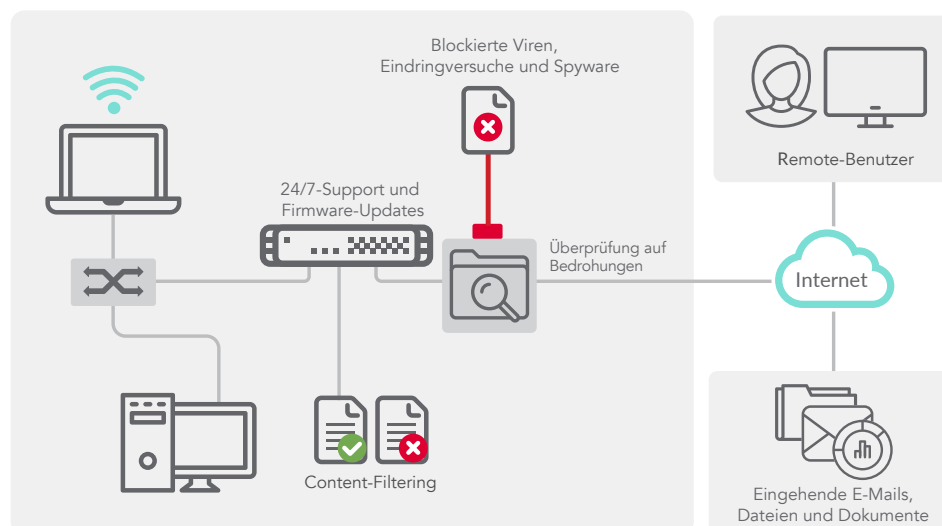 Blockierte Viren,
Eindringversuche und Spyware
Remote-Benutzer
24/7-Support und
Firmware-Updates
Überprüfung auf
Bedrohungen
Internet
Content-Filtering
Eingehende E-Mails,
Dateien und Dokumente